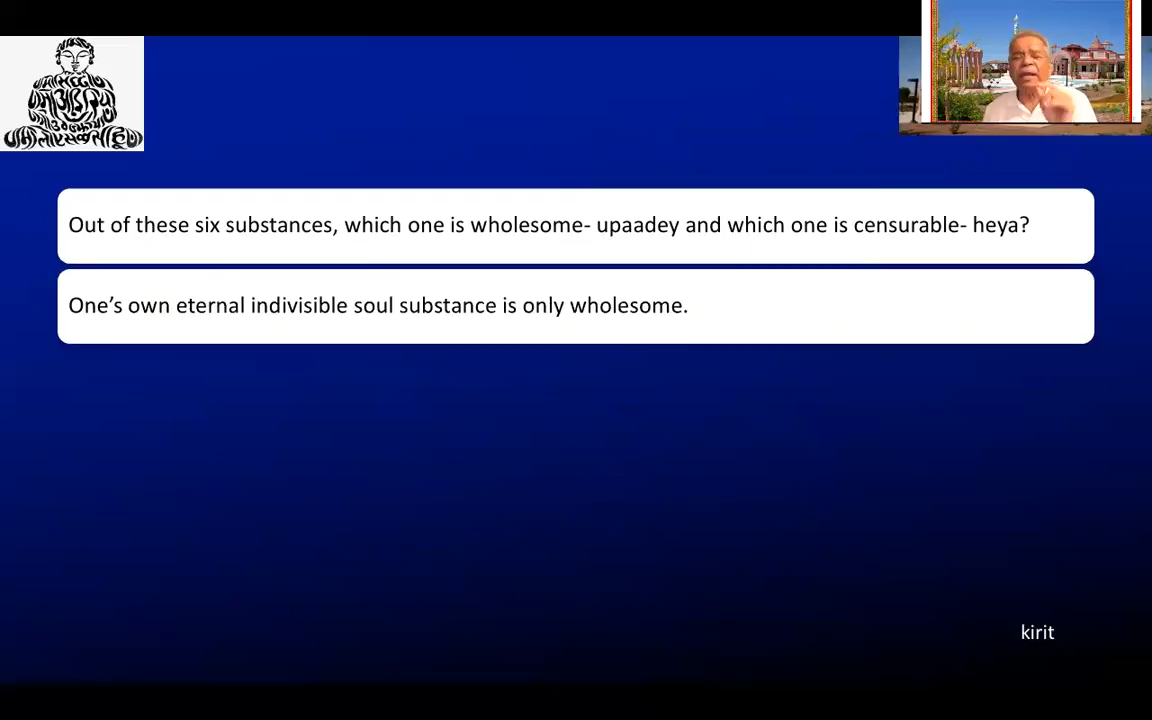 Out of these six substances, which one is wholesome- upaadey and which one is censurable- heya?
One’s own eternal indivisible soul substance is only wholesome.
kirit